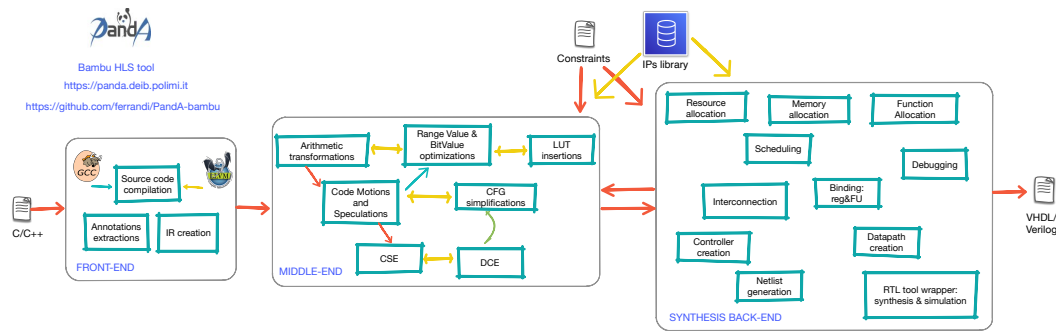 PandA
Bambu HLS tool
https://panda.deib.polimi.it
https://github.com/ferrandi/PandA-bambu
Constraints
IPs library
C/C++
GCC
Source code
compilation
Annotations
extractions
IR creation
FRONT-END
Arithmetic
transformations
Range Value &
BitValue
optimizations
LUT
insertions
Code Motions
and
Speculations
CFG
simplifications
CSE
DCE
MIDDLE-END
Resource
allocation
Memory
allocation
Function
Allocation
Scheduling
Debugging
Interconnection
Binding:
reg&FU
Controller
creation
Datapath
creation
Netlist
generation
RTL tool wrapper:
synthesis & simulation
SYNTHESIS BACK-END
VHDL/
Verilog